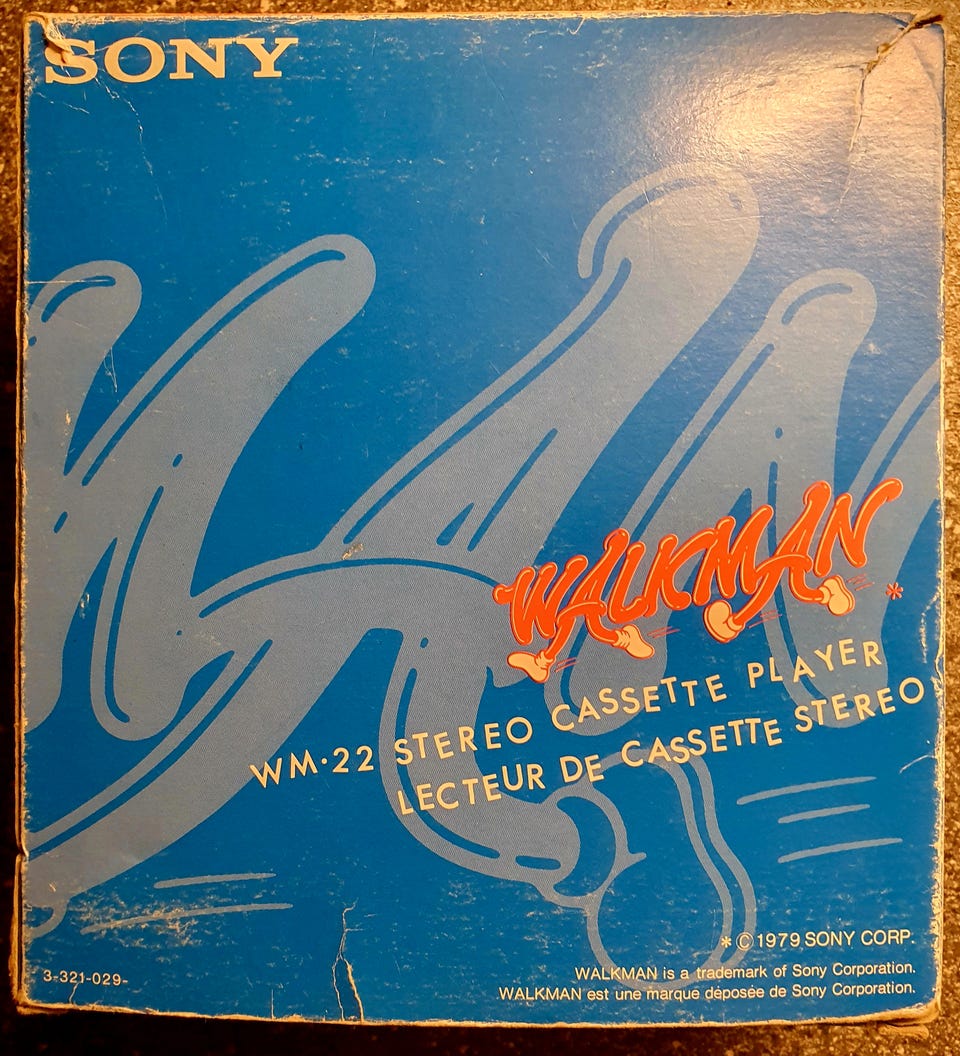 SONY
WALKMAN *
WM·22 STEREO CASSETTE PLAYER
LECTEUR DE CASSETTE STEREO
* © 1979 SONY CORP.
3-321-029-
WALKMAN is a trademark of Sony Corporation.
WALKMAN est une marque déposée de Sony Corporation.